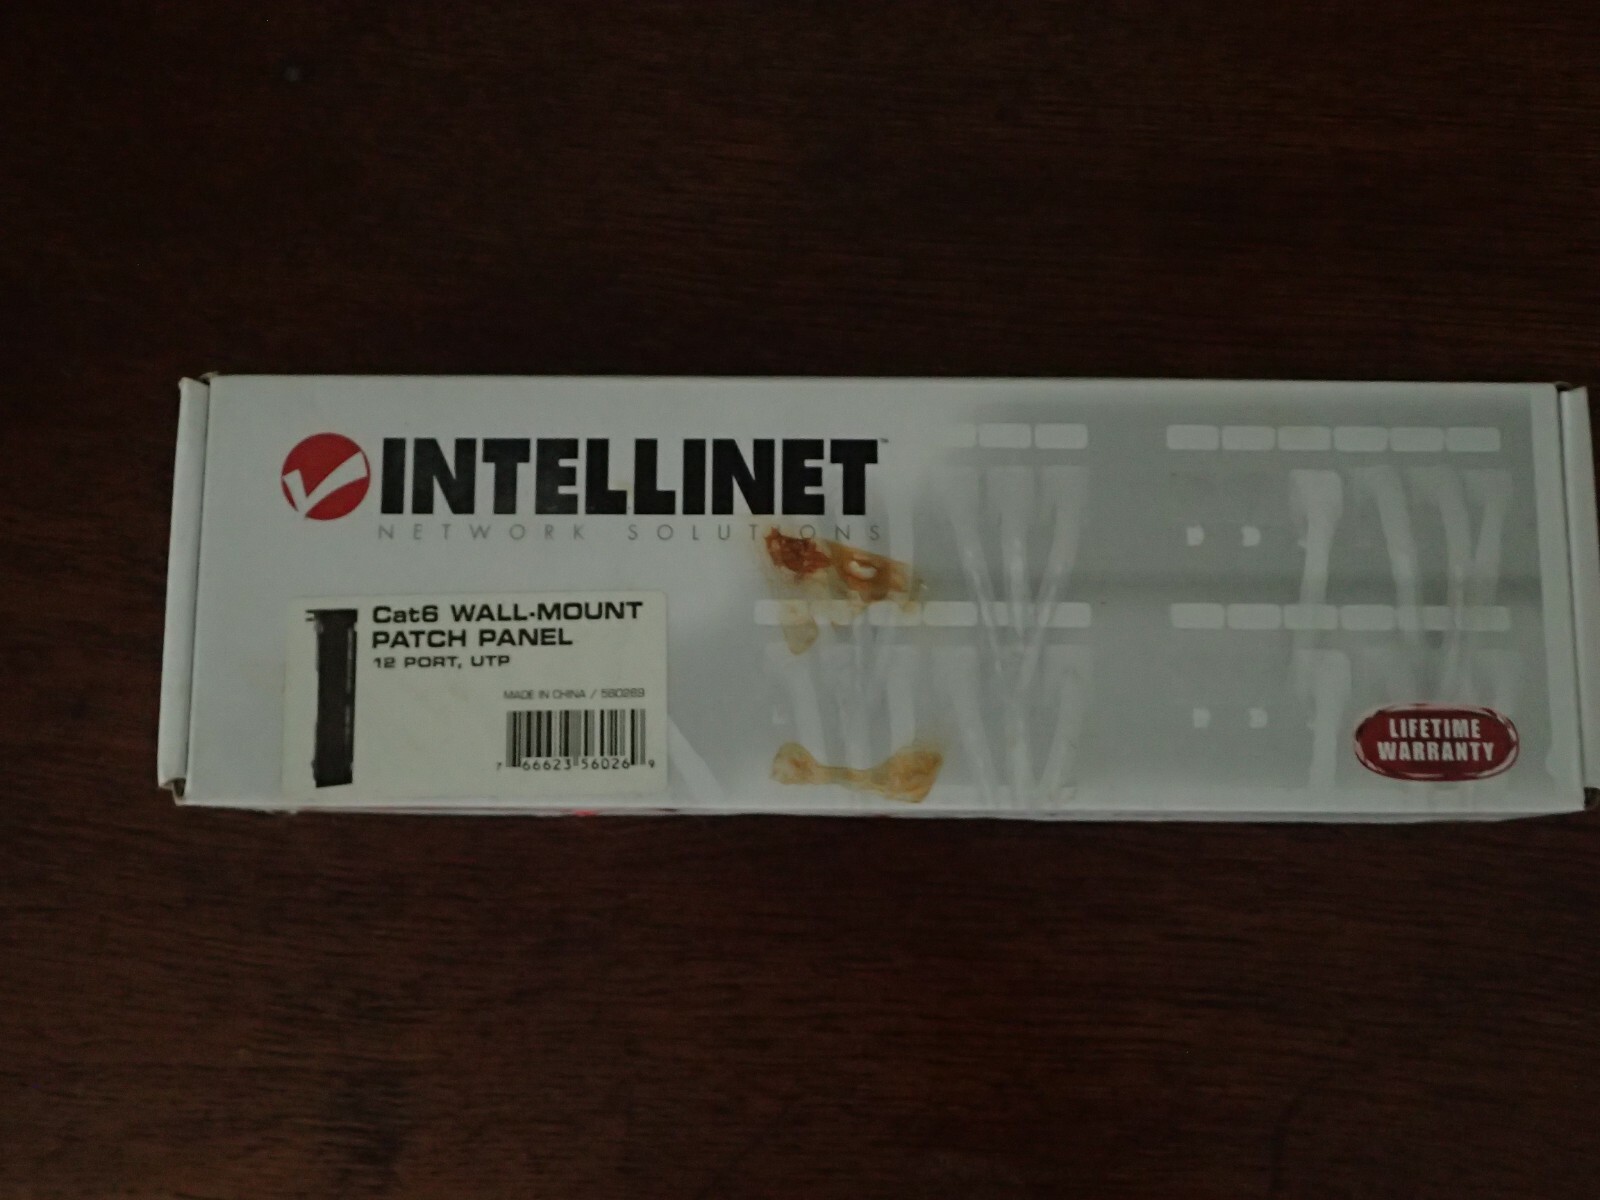 INTELLINET™
NETWORK SOLUTIONS
Cat6 WALL-MOUNT
PATCH PANEL
12 PORT, UTP
MADE IN CHINA / 560269
7 66623 56026 9
LIFETIME
WARRANTY